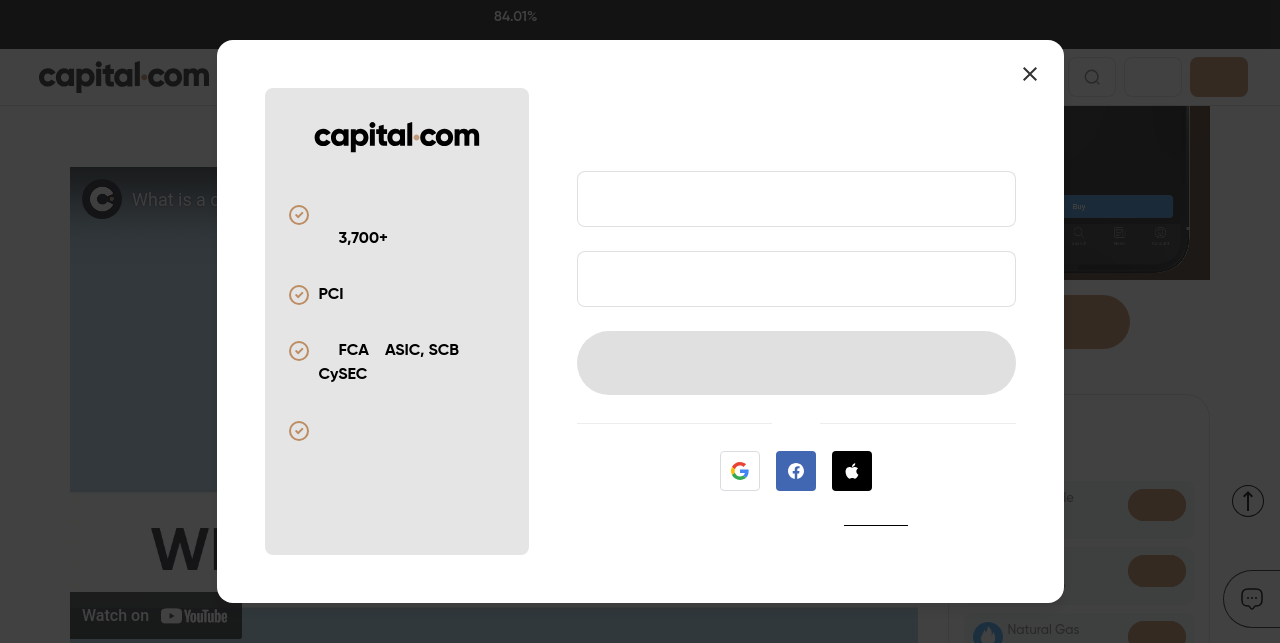 84.01%
capital.com
What is a c
capital.com
3,700+
PCI
FCA ASIC, SCB
CySEC
Buy
Wh
Watch on YouTube
Natural Gas